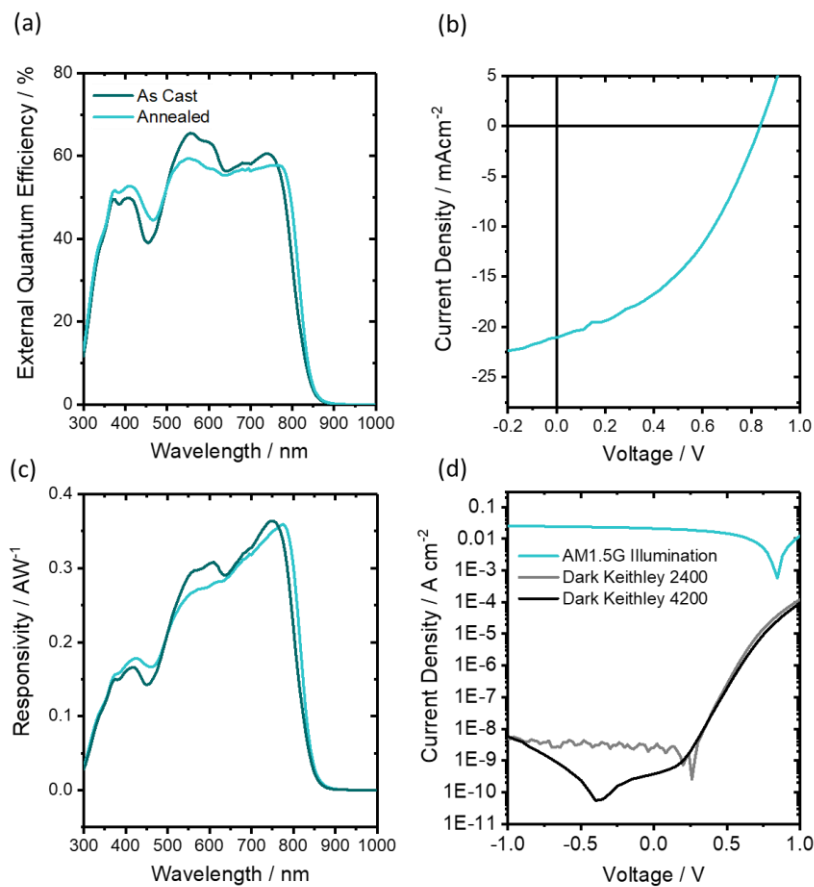 (a)
80
60
40
20
0
External Quantum Efficiency / %
As Cast
Annealed
300 400 500 600 700 800 900 1000
Wavelength / nm
(b)
5
0
-5
-10
-15
-20
-25
Current Density / mAcm⁻²
-0.2 0.0 0.2 0.4 0.6 0.8 1.0
Voltage / V
(c)
0.4
0.3
0.2
0.1
0.0
Responsivity / AW⁻¹
300 400 500 600 700 800 900 1000
Wavelength / nm
(d)
0.1
0.01
1E-3
1E-4
1E-5
1E-6
1E-7
1E-8
1E-9
1E-10
1E-11
Current Density / A cm⁻²
AM1.5G Illumination
Dark Keithley 2400
Dark Keithley 4200
-1.0 -0.5 0.0 0.5 1.0
Voltage / V